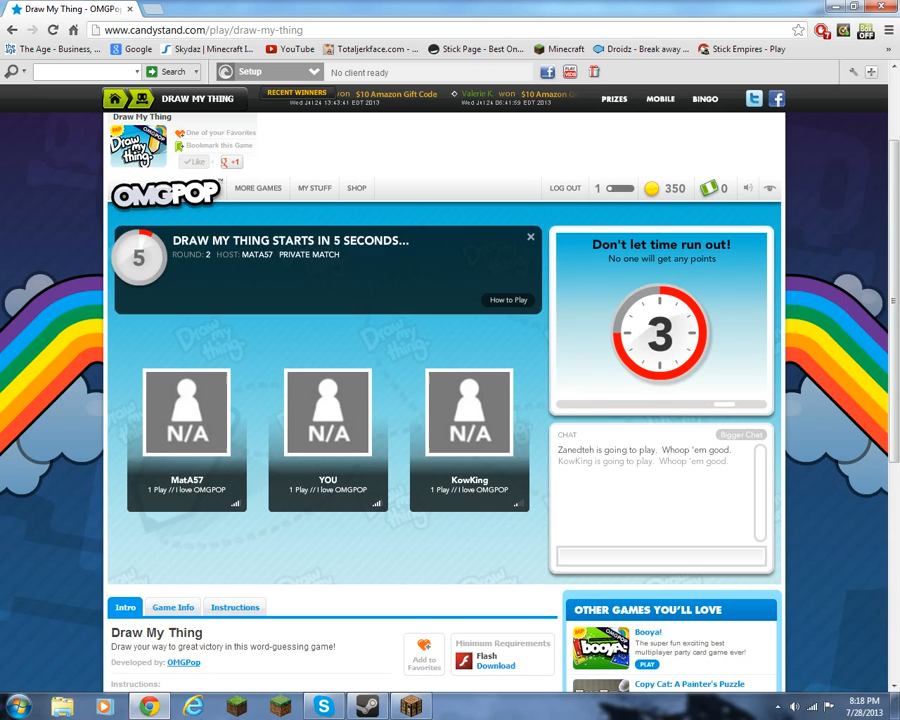 Draw My Thing - OMGPo
www.candystand.com/play/draw-my-thing
The Age - Business, ...
Google
Skydaz | Minecraft I...
YouTube
Totaljerkface.com - ...
Stick Page - Best On...
Minecraft
Droidz - Break away ...
Stick Empires - Play
Search
Setup
No client ready
DRAW MY THING
RECENT WINNERS
won $10 Amazon Gift Code
Wed Jul 24 13:43:41 EDT 2013
Valerie K. won $10 Amazon
Wed Jul 24 06:41:59 EDT 2013
PRIZES
MOBILE
BINGO
Draw My Thing
Draw My thing!
One of your Favorites
Bookmark this Game
Like
+1
OMGPOP
MORE GAMES
MY STUFF
SHOP
LOG OUT
1
350
0
5
DRAW MY THING STARTS IN 5 SECONDS...
ROUND: 2 HOST: MATA57 PRIVATE MATCH
How to Play
Don't let time run out!
No one will get any points
3
N/A
MatA57
1 Play // I love OMGPOP
N/A
YOU
1 Play // I love OMGPOP
N/A
KowKing
1 Play // I love OMGPOP
CHAT
Bigger Chat
Zanedteh is going to play. Whoop 'em good.
KowKing is going to play. Whoop 'em good.
Intro
Game Info
Instructions
Draw My Thing
Draw your way to great victory in this word-guessing game!
Developed by: OMGPop
Instructions:
Add to Favorites
Minimum Requirements
Flash
Download
OTHER GAMES YOU'LL LOVE
booya!
Booya!
The super fun exciting best
multiplayer party card game ever!
PLAY
Copy Cat: A Painter's Puzzle
8:18 PM
7/28/2013